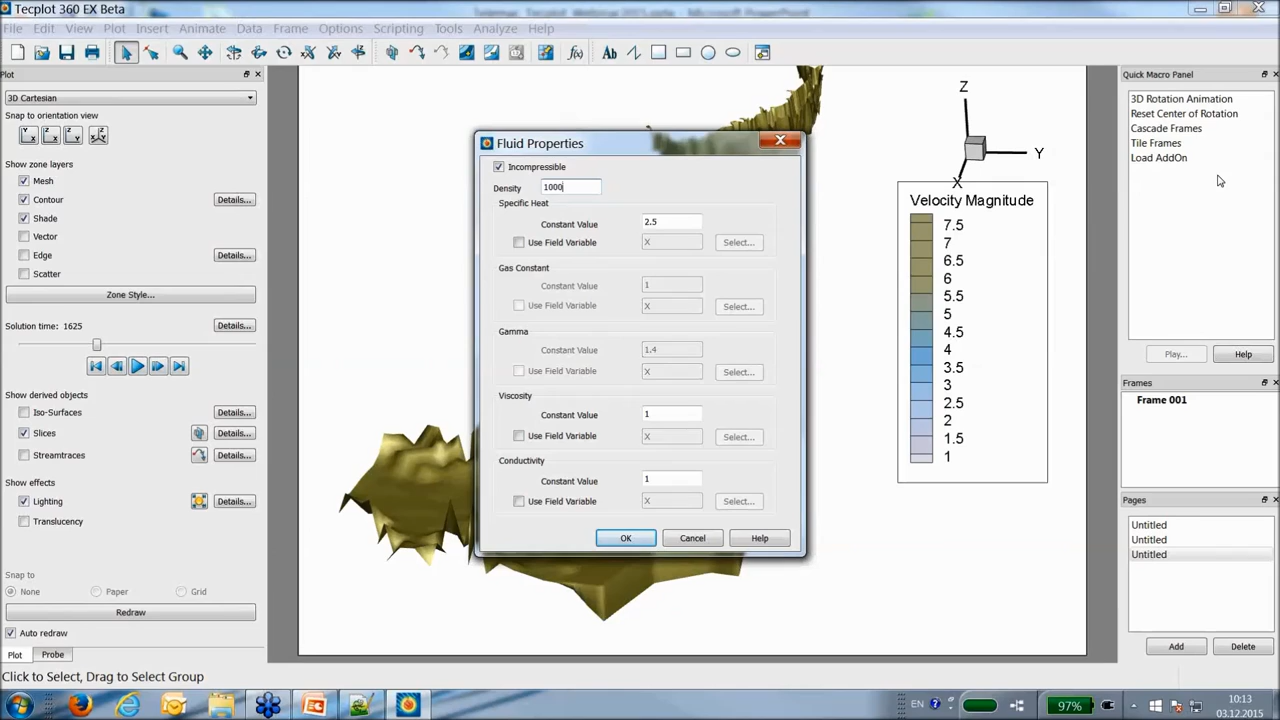 Tecplot 360 EX Beta
File Edit View Plot Insert Animate Data Frame Options Scripting Tools Analyze Help
Plot
3D Cartesian
Snap to orientation view
Show zone layers
Mesh
Contour Details...
Shade
Vector
Edge Details...
Scatter
Zone Style...
Solution time: 1625 Details...
Show derived objects
Iso-Surfaces Details...
Slices Details...
Streamtraces Details...
Show effects
Lighting Details...
Translucency
Snap to
None Paper Grid
Redraw
Auto redraw
Plot Probe
Click to Select, Drag to Select Group
Fluid Properties
Incompressible
Density 1000
Specific Heat
Constant Value 2.5
Use Field Variable X Select...
Gas Constant
Constant Value 1
Use Field Variable X Select...
Gamma
Constant Value 1.4
Use Field Variable X Select...
Viscosity
Constant Value 1
Use Field Variable X Select...
Conductivity
Constant Value 1
Use Field Variable X Select...
OK Cancel Help
Z
Y
X
Velocity Magnitude
7.5
7
6.5
6
5.5
5
4.5
4
3.5
3
2.5
2
1.5
1
Quick Macro Panel
3D Rotation Animation
Reset Center of Rotation
Cascade Frames
Tile Frames
Load AddOn
Play... Help
Frames
Frame 001
Pages
Untitled
Untitled
Untitled
Add Delete
EN 97% 10:13
03.12.2015